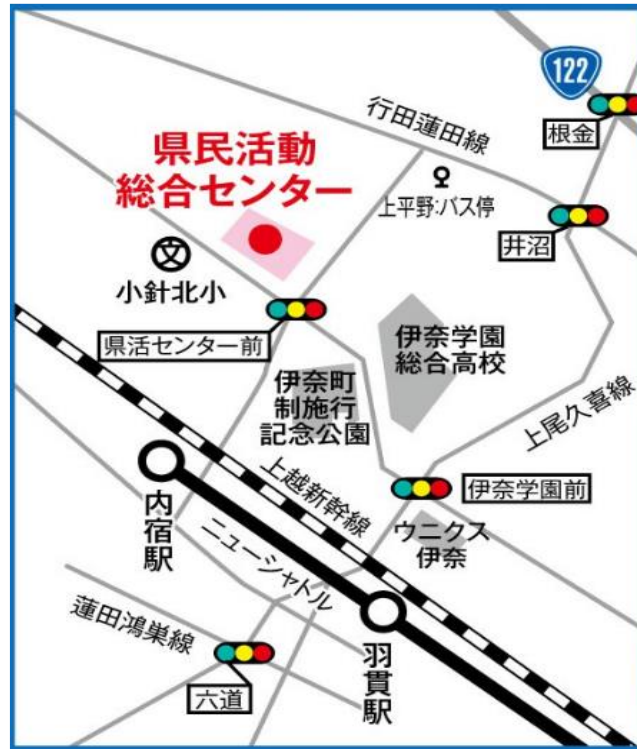 122
根金
行田蓮田線
県民活動
総合センター
上平野:バス停
井沼
文
小針北小
県活センター前
伊奈学園
総合高校
伊奈町
制施行
記念公園
上尾久喜線
上越新幹線
伊奈学園前
内宿駅
ニューシャトル
ウニクス
伊奈
蓮田鴻巣線
羽貫駅
六道